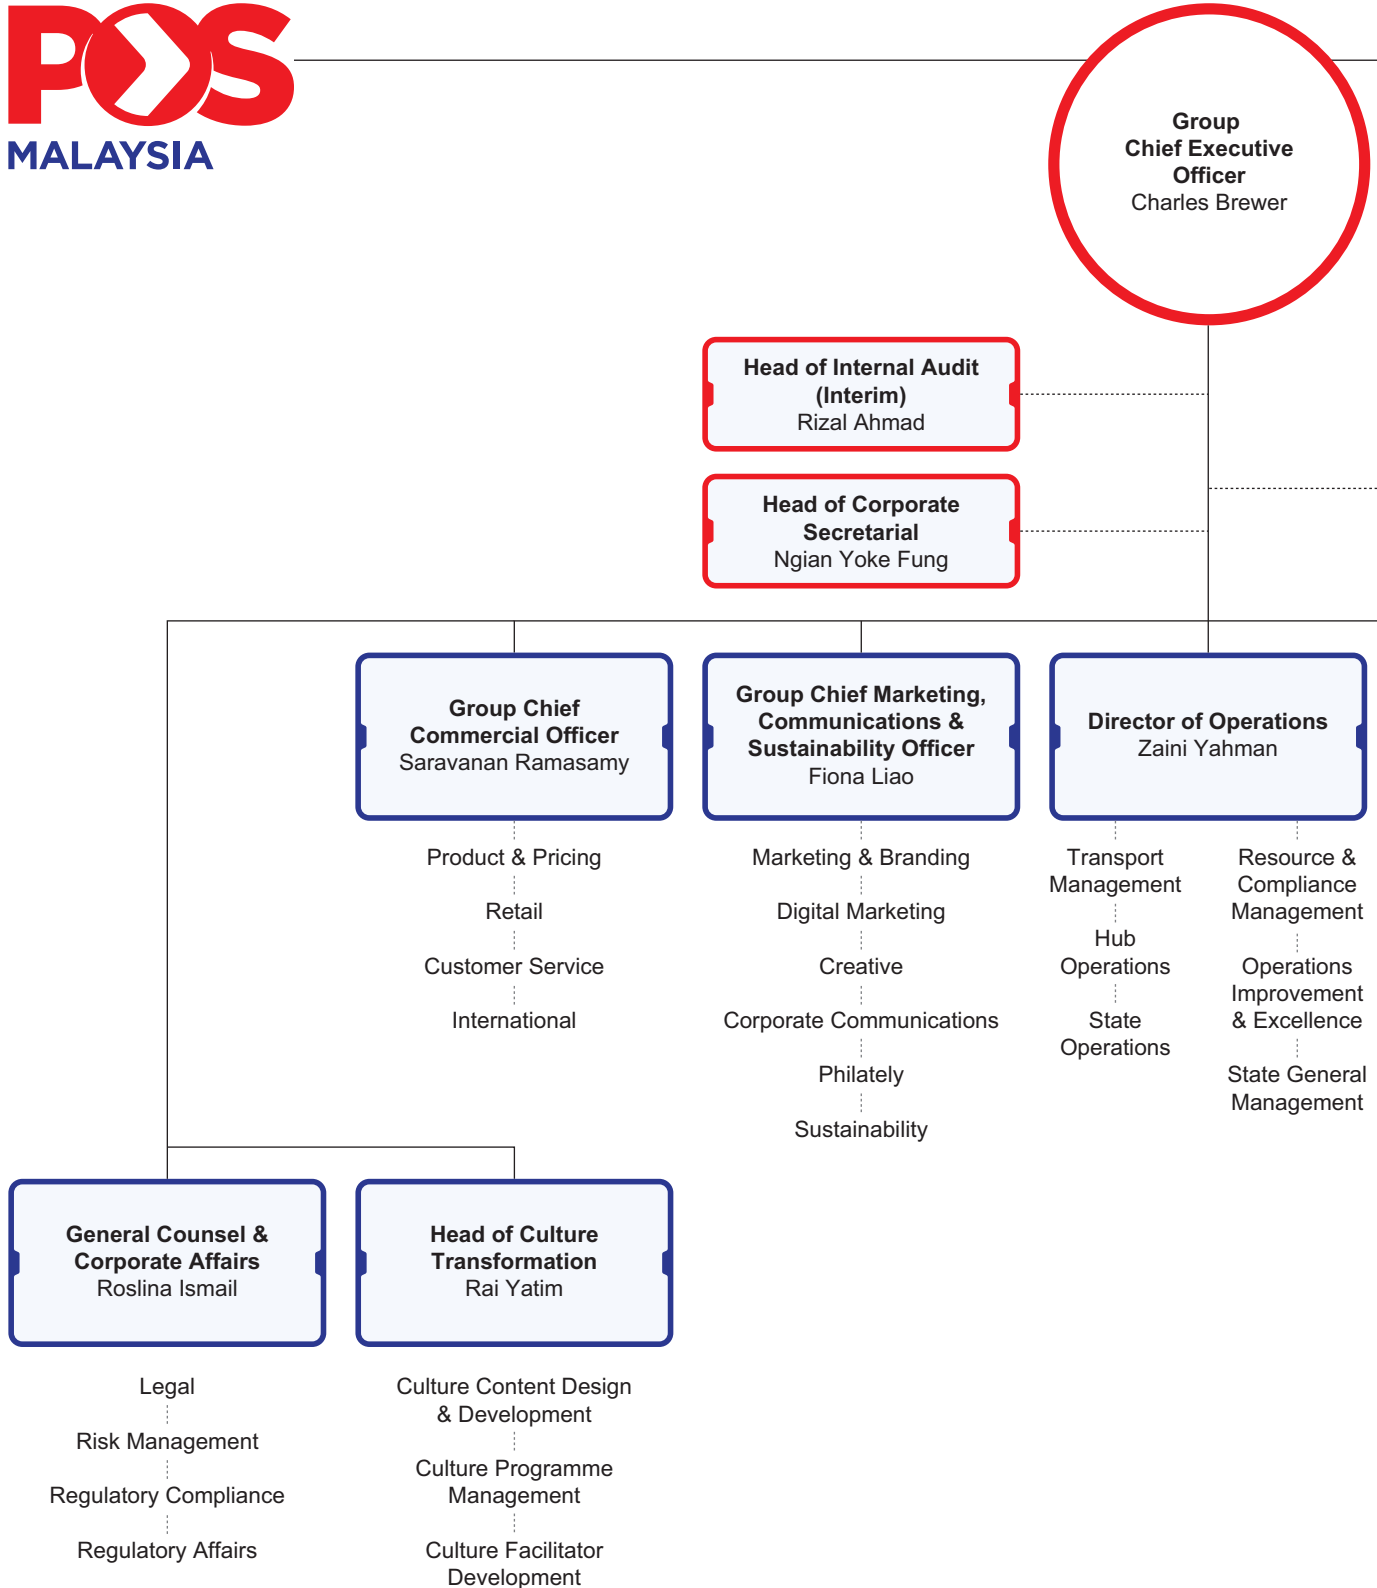 POS
MALAYSIA
Group
Chief Executive
Officer
Charles Brewer
Head of Internal Audit
(Interim)
Rizal Ahmad
Head of Corporate
Secretarial
Ngian Yoke Fung
Group Chief
Commercial Officer
Saravanan Ramasamy
Product & Pricing
Retail
Customer Service
International
Group Chief Marketing,
Communications &
Sustainability Officer
Fiona Liao
Marketing & Branding
Digital Marketing
Creative
Corporate Communications
Philately
Sustainability
Director of Operations
Zaini Yahman
Transport
Management
Hub
Operations
State
Operations
Resource &
Compliance
Management
Operations
Improvement
& Excellence
State General
Management
General Counsel &
Corporate Affairs
Roslina Ismail
Legal
Risk Management
Regulatory Compliance
Regulatory Affairs
Head of Culture
Transformation
Rai Yatim
Culture Content Design
& Development
Culture Programme
Management
Culture Facilitator
Development